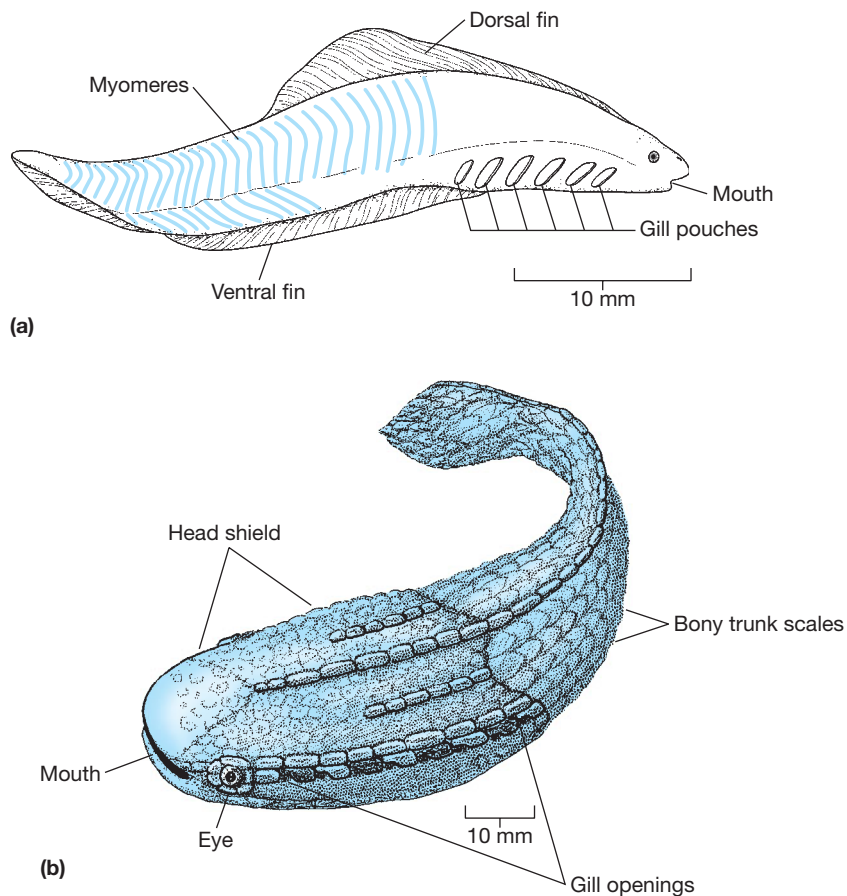 Dorsal fin
Myomeres
Mouth
Gill pouches
Ventral fin
10 mm
(a)
Head shield
Bony trunk scales
Mouth
Eye
10 mm
Gill openings
(b)